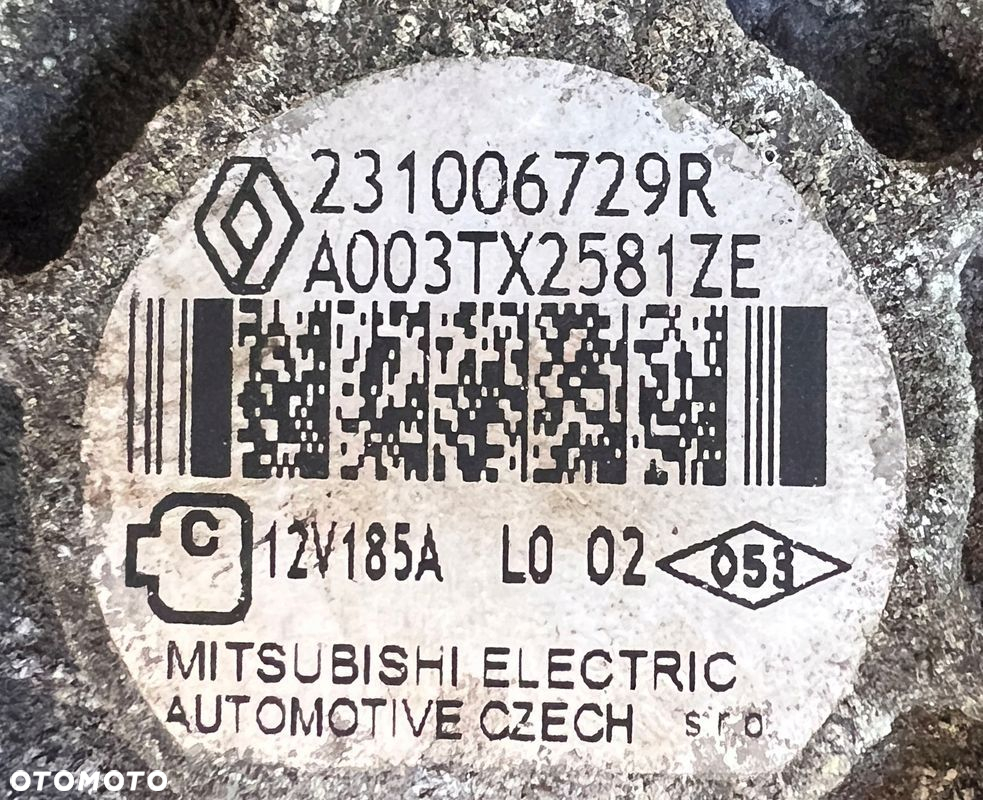 231006729R
A003TX2581ZE
C 12V185A L0 02 053
MITSUBISHI ELECTRIC
AUTOMOTIVE CZECH s r o
OTOMOTO